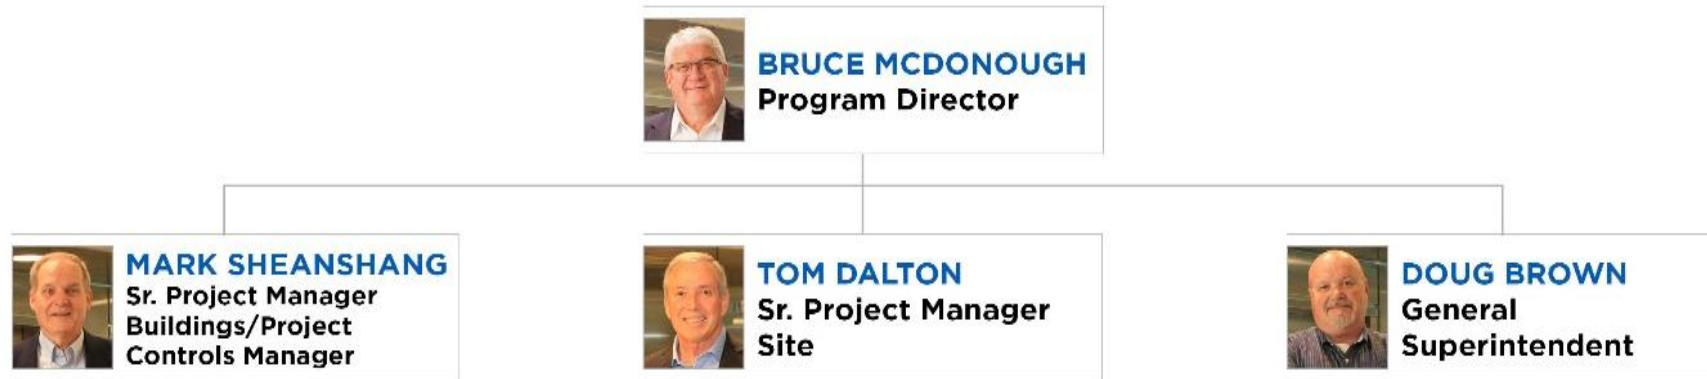 BRUCE MCDONOUGH
Program Director
MARK SHEANSHANG
Sr. Project Manager
Buildings/Project
Controls Manager
TOM DALTON
Sr. Project Manager
Site
DOUG BROWN
General
Superintendent